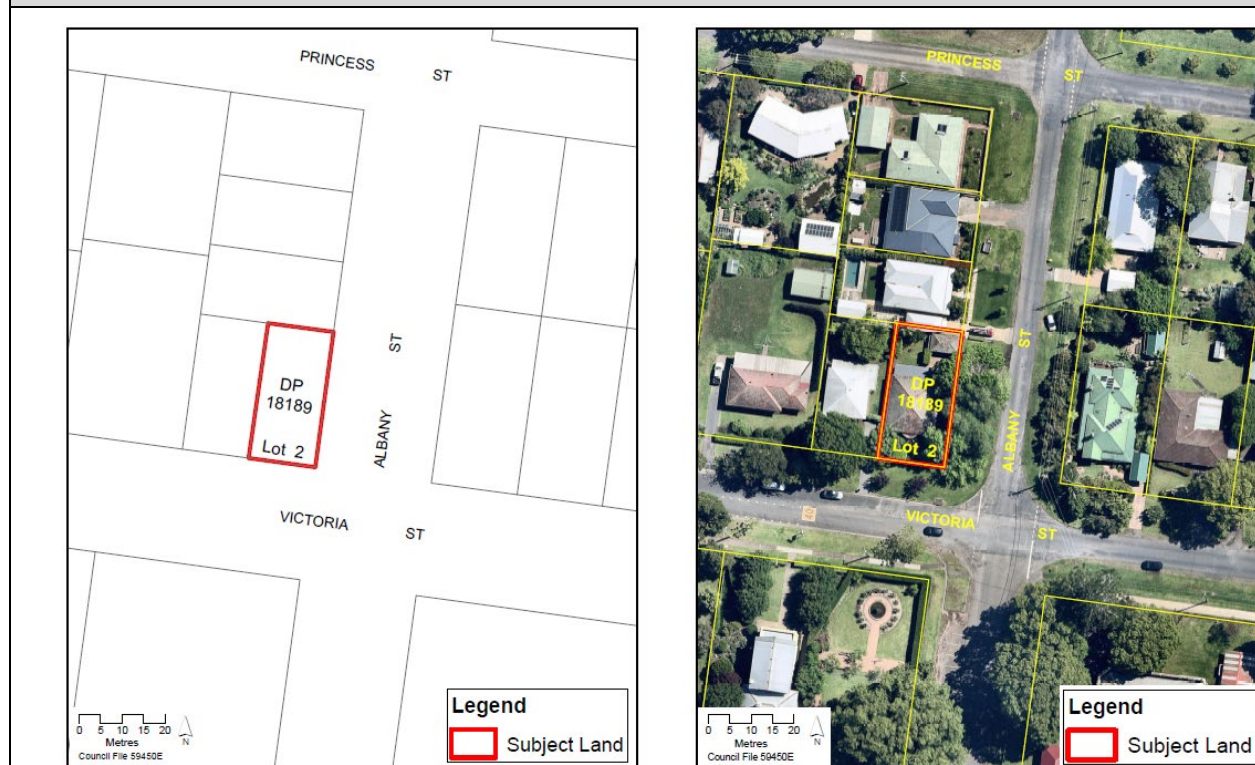 PRINCESS ST
DP
18189
Lot 2
ALBANY ST
VICTORIA ST
0 5 10 15 20
Metres
Council File 59450E
N
Legend
Subject Land
PRINCESS ST
DP
18189
Lot 2
ALBANY ST
VICTORIA ST
40
0 5 10 15 20
Metres
Council File 59450E
N
Legend
Subject Land